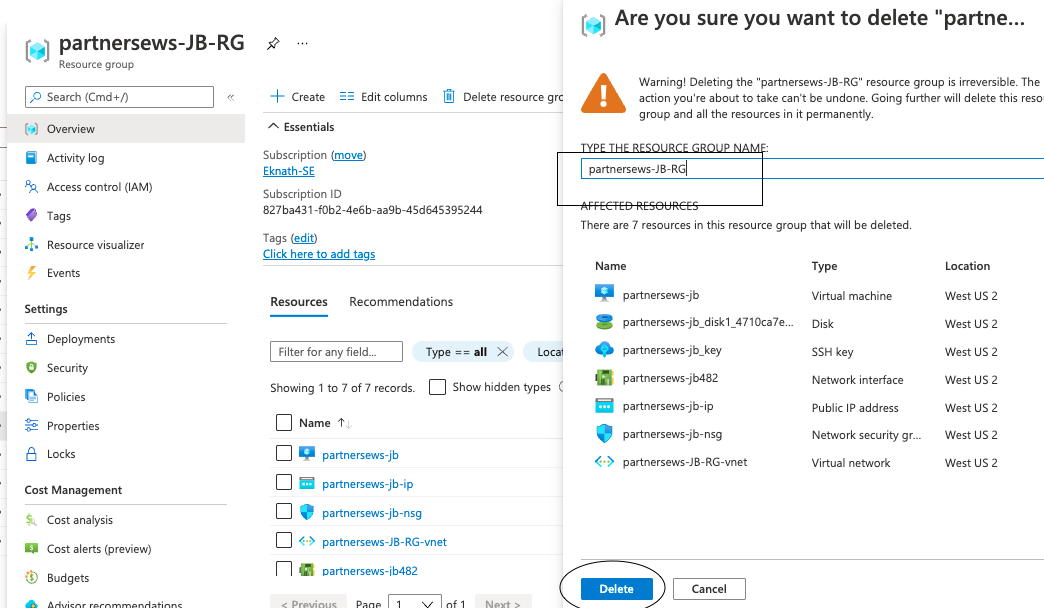 partnersews-JB-RG
Resource group
Search (Cmd+/)
«
Overview
Activity log
Access control (IAM)
Tags
Resource visualizer
Events
Settings
Deployments
Security
Policies
Properties
Locks
Cost Management
Cost analysis
Cost alerts (preview)
Budgets
Advisor recommendations
Create
Edit columns
Delete resource gro
Essentials
Subscription (move)
Eknath-SE
Subscription ID
827ba431-f0b2-4e6b-aa9b-45d645395244
Tags (edit)
Click here to add tags
Resources
Recommendations
Filter for any field...
Type == all
Locat
Showing 1 to 7 of 7 records.
Show hidden types
Name
partnersews-jb
partnersews-jb-ip
partnersews-jb-nsg
partnersews-JB-RG-vnet
partnersews-jb482
< Previous
Page
1
of 1
Next >
Are you sure you want to delete "partne...
Warning! Deleting the "partnersews-JB-RG" resource group is irreversible. The
action you're about to take can't be undone. Going further will delete this reso
group and all the resources in it permanently.
TYPE THE RESOURCE GROUP NAME:
partnersews-JB-RG
AFFECTED RESOURCES
There are 7 resources in this resource group that will be deleted.
Name Type Location
partnersews-jb Virtual machine West US 2
partnersews-jb_disk1_4710ca7e... Disk West US 2
partnersews-jb_key SSH key West US 2
partnersews-jb482 Network interface West US 2
partnersews-jb-ip Public IP address West US 2
partnersews-jb-nsg Network security gr... West US 2
partnersews-JB-RG-vnet Virtual network West US 2
Delete
Cancel